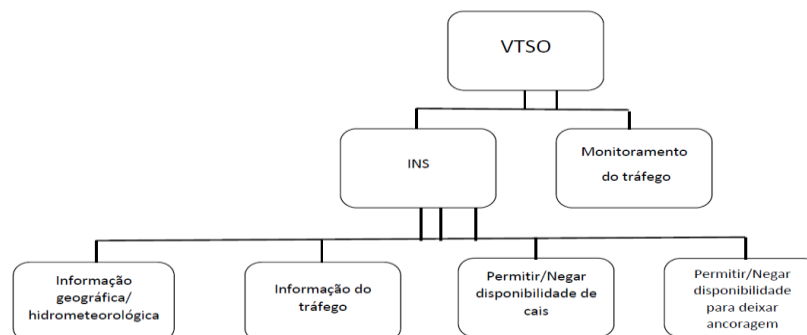 VTSO
INS
Monitoramento
do tráfego
Informação
geográfica/
hidrometeorológica
Informação do
tráfego
Permitir/Negar
disponibilidade de
cais
Permitir/Negar
disponibilidade
para deixar
ancoragem